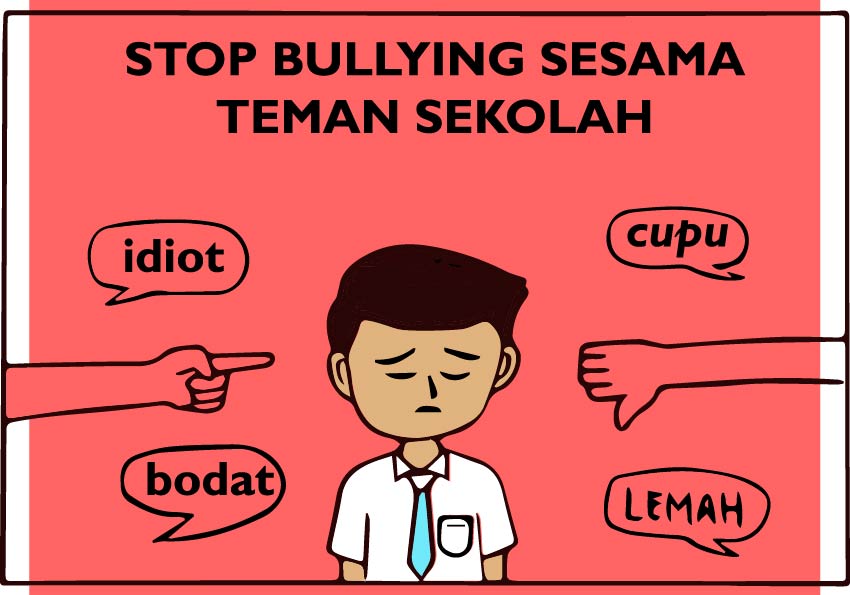 STOP BULLYING SESAMA
TEMAN SEKOLAH
idiot
cupu
bodat
LEMAH